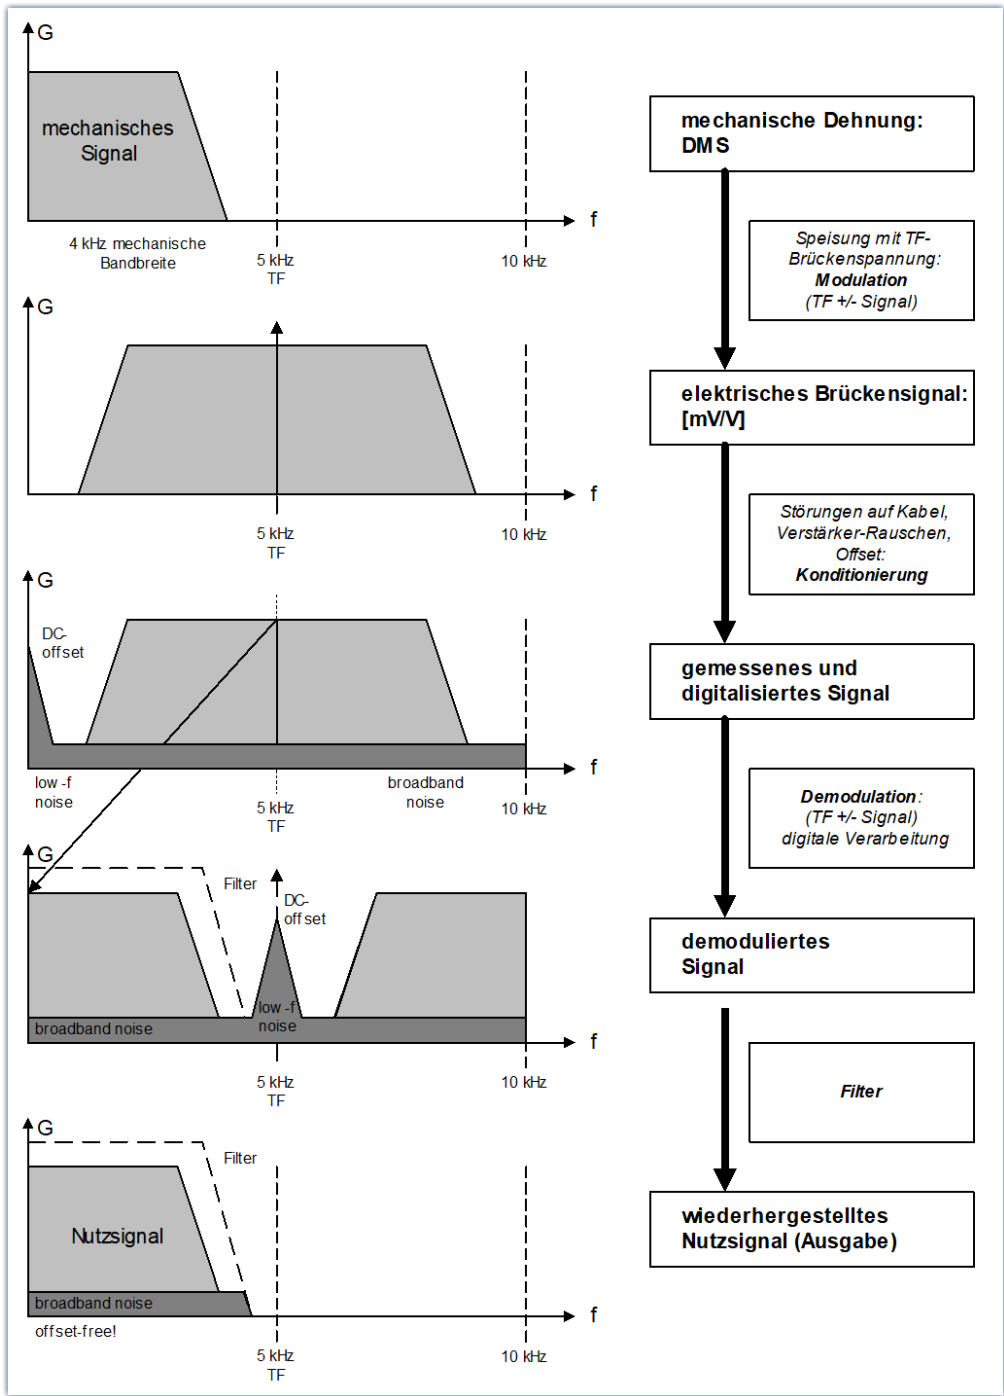 G
mechanisches
Signal
f
4 kHz mechanische
Bandbreite
5 kHz
TF
10 kHz
mechanische Dehnung:
DMS
Speisung mit TF-
Brückenspannung:
Modulation
(TF +/- Signal)
G
f
5 kHz
TF
10 kHz
elektrisches Brückensignal:
[mV/V]
Störungen auf Kabel,
Verstärker-Rauschen,
Offset:
Konditionierung
G
DC-
offset
f
low-f
noise
broadband
noise
5 kHz
TF
10 kHz
gemessenes und
digitalisiertes Signal
Demodulation:
(TF +/- Signal)
digitale Verarbeitung
G
Filter
DC-
offset
low-f
noise
broadband noise
f
5 kHz
TF
10 kHz
demoduliertes
Signal
Filter
G
Filter
Nutzsignal
broadband noise
f
offset-free!
5 kHz
TF
10 kHz
wiederhergestelltes
Nutzsignal (Ausgabe)